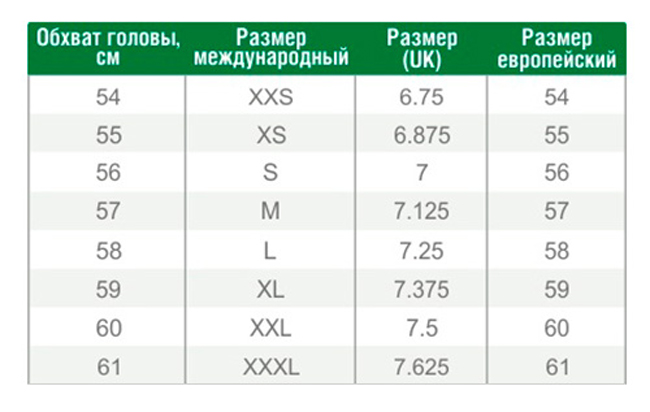 Обхват головы, см Размер международный Размер (UK) Размер европейский
54 XXS 6.75 54
55 XS 6.875 55
56 S 7 56
57 M 7.125 57
58 L 7.25 58
59 XL 7.375 59
60 XXL 7.5 60
61 XXXL 7.625 61